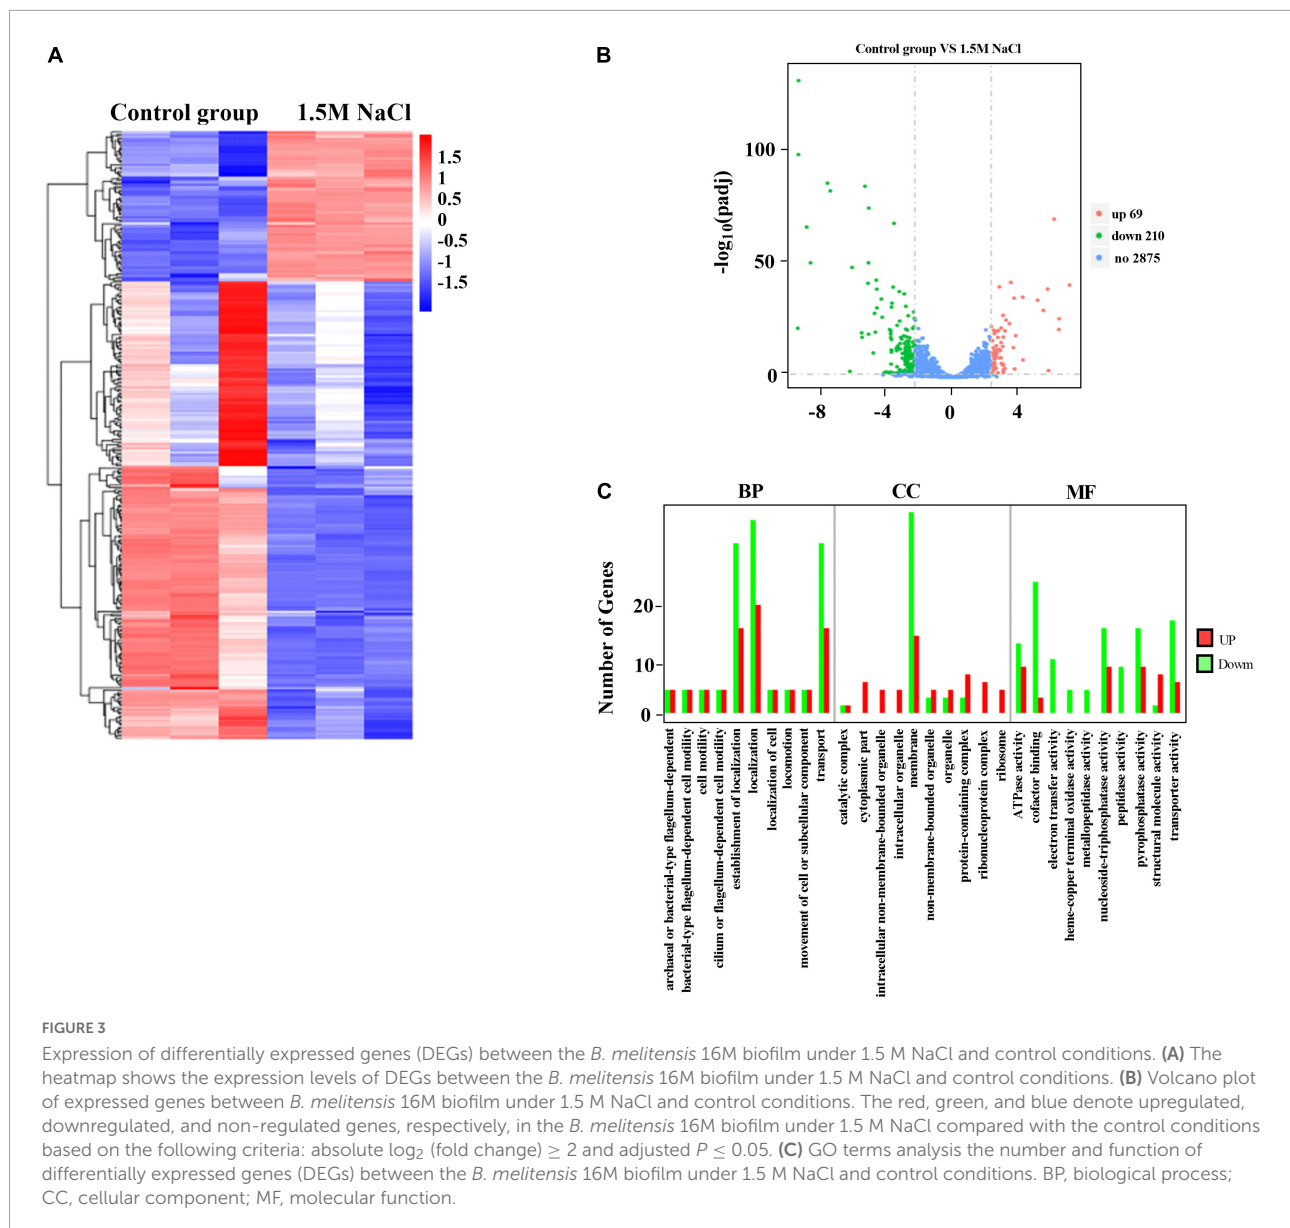 A
Control group 1.5M NaCl
1.5
1
0.5
0
-0.5
-1
-1.5
B
Control group VS 1.5M NaCl
-log10(padj)
100
50
0
-8 -4 0 4
up 69
down 210
no 2875
C
BP CC MF
Number of Genes
20
10
0
UP
Dowm
archaeal or bacterial-type flagellum-dependent
bacterial-type flagellum-dependent cell motility
cell motility
cilium or flagellum-dependent cell motility
establishment of localization
localization
localization of cell
locomotion
movement of cell or subcellular component
transport
catalytic complex
cytoplasmic part
intracellular non-membrane-bounded organelle
intracellular organelle
membrane
non-membrane-bounded organelle
organelle
protein-containing complex
ribonucleoprotein complex
ribosome
ATPase activity
cofactor binding
electron transfer activity
heme-copper terminal oxidase activity
metallopeptidase activity
nucleoside-triphosphatase activity
peptidase activity
pyrophosphatase activity
structural molecule activity
transporter activity
FIGURE 3
Expression of differentially expressed genes (DEGs) between the B. melitensis 16M biofilm under 1.5 M NaCl and control conditions. (A) The
heatmap shows the expression levels of DEGs between the B. melitensis 16M biofilm under 1.5 M NaCl and control conditions. (B) Volcano plot
of expressed genes between B. melitensis 16M biofilm under 1.5 M NaCl and control conditions. The red, green, and blue denote upregulated,
downregulated, and non-regulated genes, respectively, in the B. melitensis 16M biofilm under 1.5 M NaCl compared with the control conditions
based on the following criteria: absolute log2 (fold change) ≥ 2 and adjusted P ≤ 0.05. (C) GO terms analysis the number and function of
differentially expressed genes (DEGs) between the B. melitensis 16M biofilm under 1.5 M NaCl and control conditions. BP, biological process;
CC, cellular component; MF, molecular function.